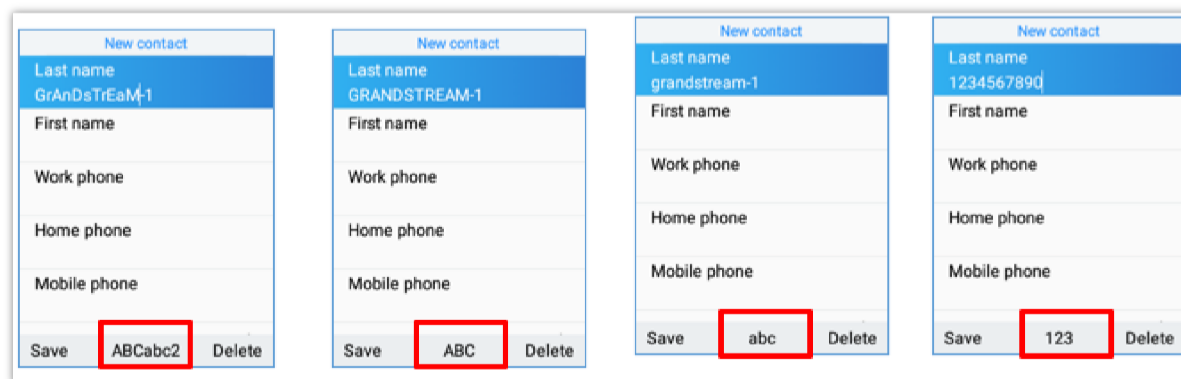 New contact
Last name
GrAnDsTrEaM-1
First name
Work phone
Home phone
Mobile phone
Save ABCabc2 Delete
New contact
Last name
GRANDSTREAM-1
First name
Work phone
Home phone
Mobile phone
Save ABC Delete
New contact
Last name
grandstream-1
First name
Work phone
Home phone
Mobile phone
Save abc Delete
New contact
Last name
1234567890
First name
Work phone
Home phone
Mobile phone
Save 123 Delete